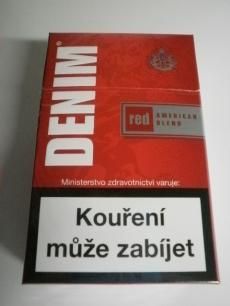 DENIM®
red AMERICAN
BLEND
Ministerstvo zdravotnictví varuje:
Kouření
může zabíjet